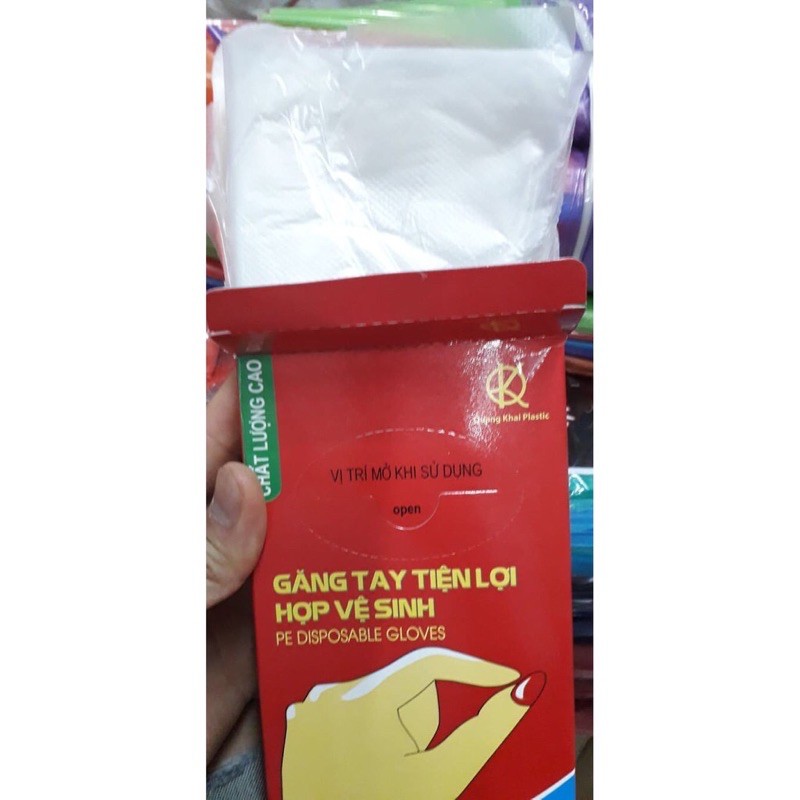 CHẤT LƯỢNG CAO
Quang Khai Plastic
VỊ TRÍ MỞ KHI SỬ DỤNG
open
GĂNG TAY TIỆN LỢI
HỢP VỆ SINH
PE DISPOSABLE GLOVES